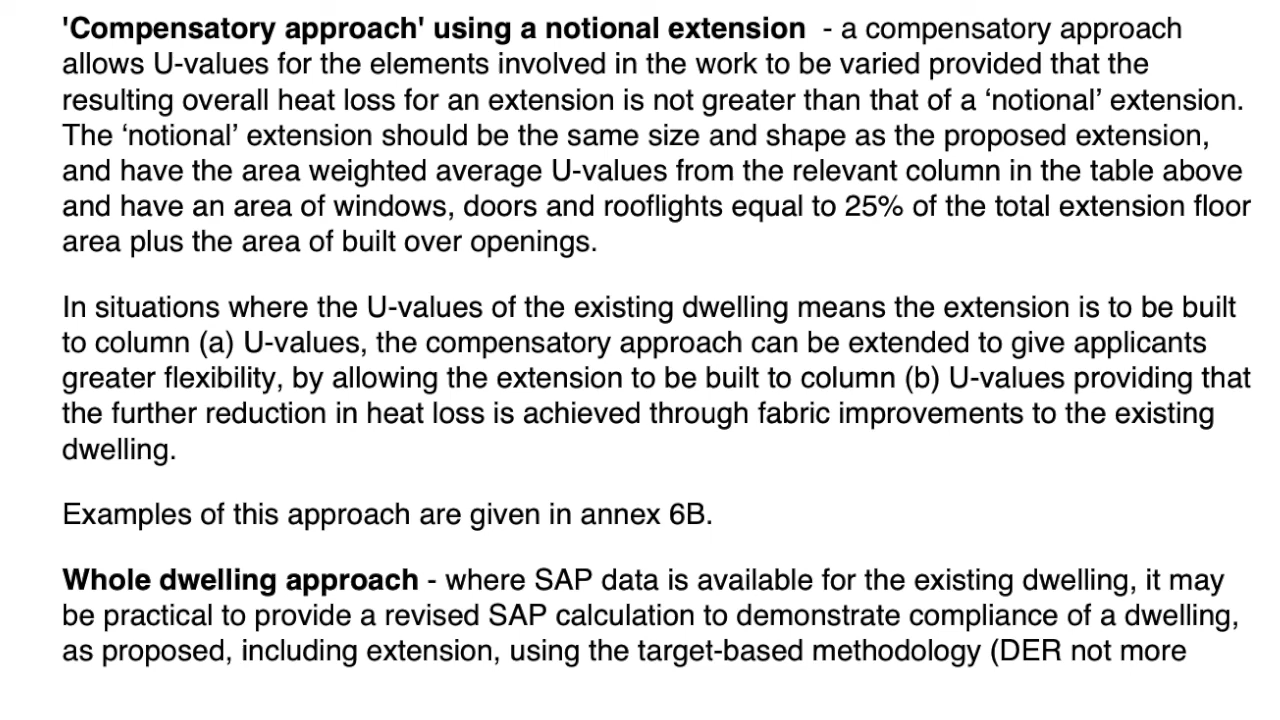 'Compensatory approach' using a notional extension - a compensatory approach
allows U-values for the elements involved in the work to be varied provided that the
resulting overall heat loss for an extension is not greater than that of a ‘notional’ extension.
The ‘notional’ extension should be the same size and shape as the proposed extension,
and have the area weighted average U-values from the relevant column in the table above
and have an area of windows, doors and rooflights equal to 25% of the total extension floor
area plus the area of built over openings.
In situations where the U-values of the existing dwelling means the extension is to be built
to column (a) U-values, the compensatory approach can be extended to give applicants
greater flexibility, by allowing the extension to be built to column (b) U-values providing that
the further reduction in heat loss is achieved through fabric improvements to the existing
dwelling.
Examples of this approach are given in annex 6B.
Whole dwelling approach - where SAP data is available for the existing dwelling, it may
be practical to provide a revised SAP calculation to demonstrate compliance of a dwelling,
as proposed, including extension, using the target-based methodology (DER not more